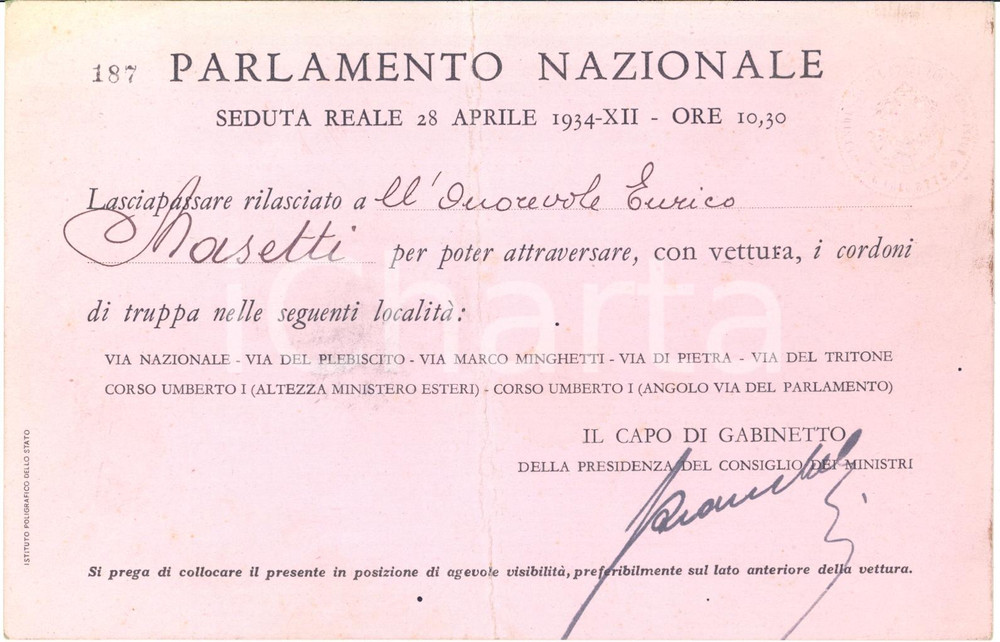 187 PARLAMENTO NAZIONALE
SEDUTA REALE 28 APRILE 1934-XII - ORE 10,30
Lasciapassare rilasciato a ll'Onorevole Enrico
Masetti per poter attraversare, con vettura, i cordoni
di truppa nelle seguenti località:
iCharta
VIA NAZIONALE - VIA DEL PLEBISCITO - VIA MARCO MINGHETTI - VIA DI PIETRA - VIA DEL TRITONE
CORSO UMBERTO I (ALTEZZA MINISTERO ESTERI) - CORSO UMBERTO I (ANGOLO VIA DEL PARLAMENTO)
IL CAPO DI GABINETTO
DELLA PRESIDENZA DEL CONSIGLIO DEI MINISTRI
Si prega di collocare il presente in posizione di agevole visibilità, preferibilmente sul lato anteriore della vettura.
ISTITUTO POLIGRAFICO DELLO STATO